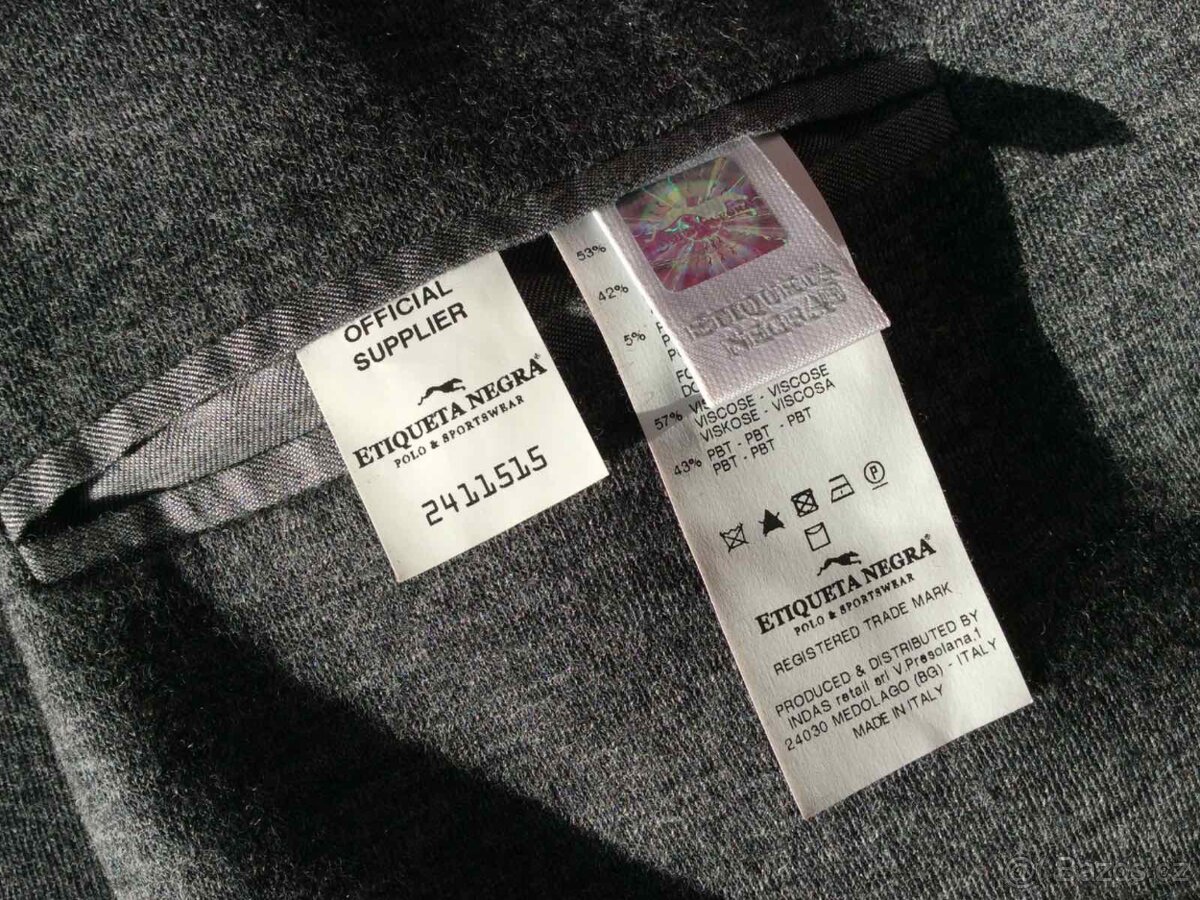 OFFICIAL
SUPPLIER
ETIQUETA NEGRA®
POLO & SPORTSWEAR
2411515
ETIQUETA
NEGRA
53%
42%
5%
57%
VISCOSE - VISCOSE
VISKOSE - VISCOSA
43% PBT - PBT - PBT
PBT - PBT
P
ETIQUETA NEGRA®
POLO & SPORTSWEAR
REGISTERED TRADE MARK
PRODUCED & DISTRIBUTED BY
INDAS retail srl V.Presolana,1
24030 MEDOLAGO (BG) - ITALY
MADE IN ITALY
Bazos.cz